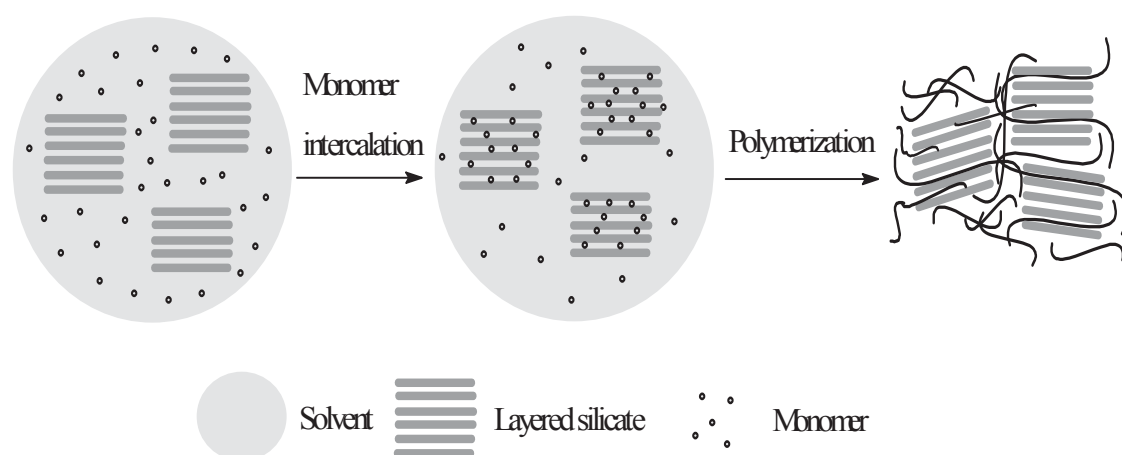 Monomer
intercalation
Polymerization
Solvent
Layered silicate
Monomer